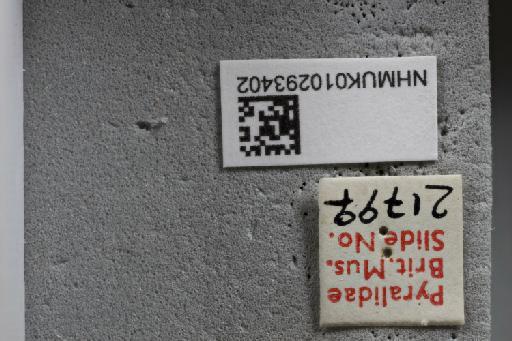 NHMUK010293402
Pyralidae
Brit.Mus.
Slide No.
21797